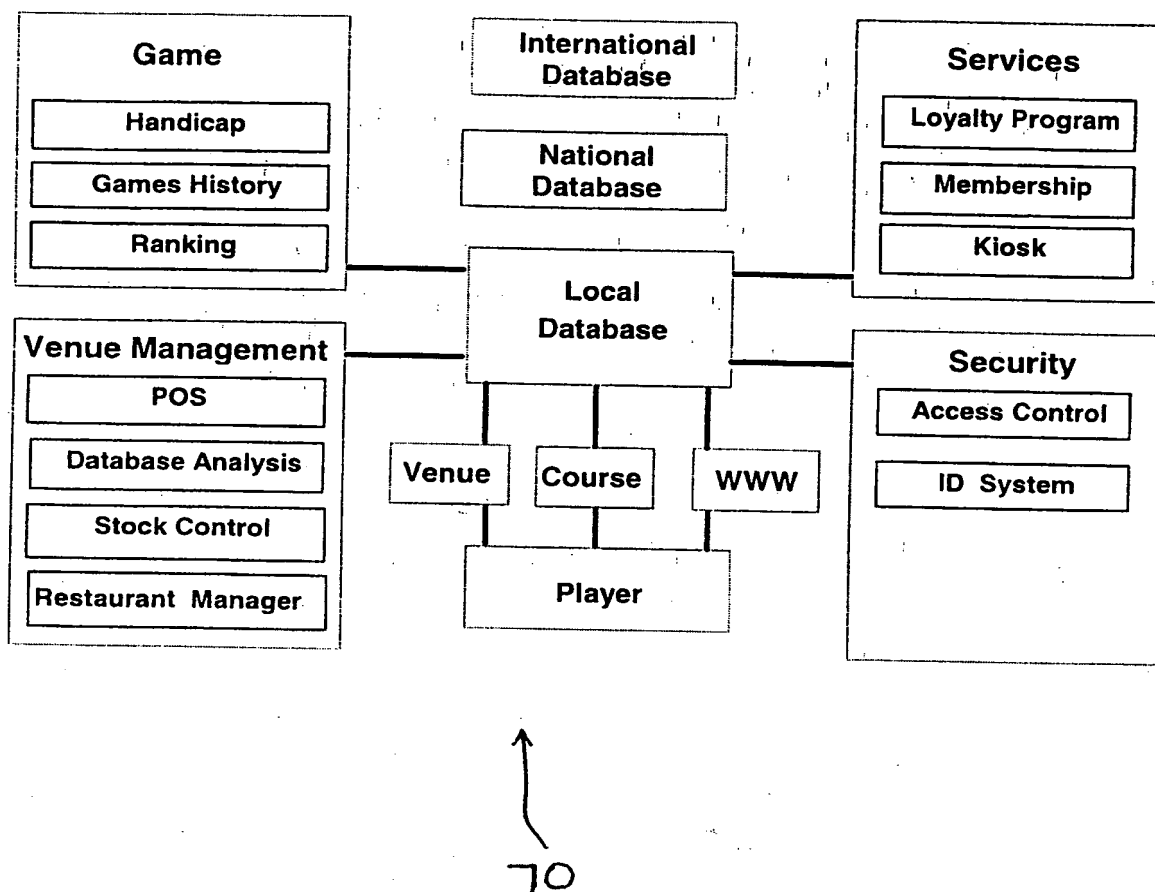 Game
Handicap
Games History
Ranking
International
Database
National
Database
Local
Database
Services
Loyalty Program
Membership
Kiosk
Venue Management
POS
Database Analysis
Stock Control
Restaurant Manager
Venue
Course
WWW
Player
Security
Access Control
ID System
70